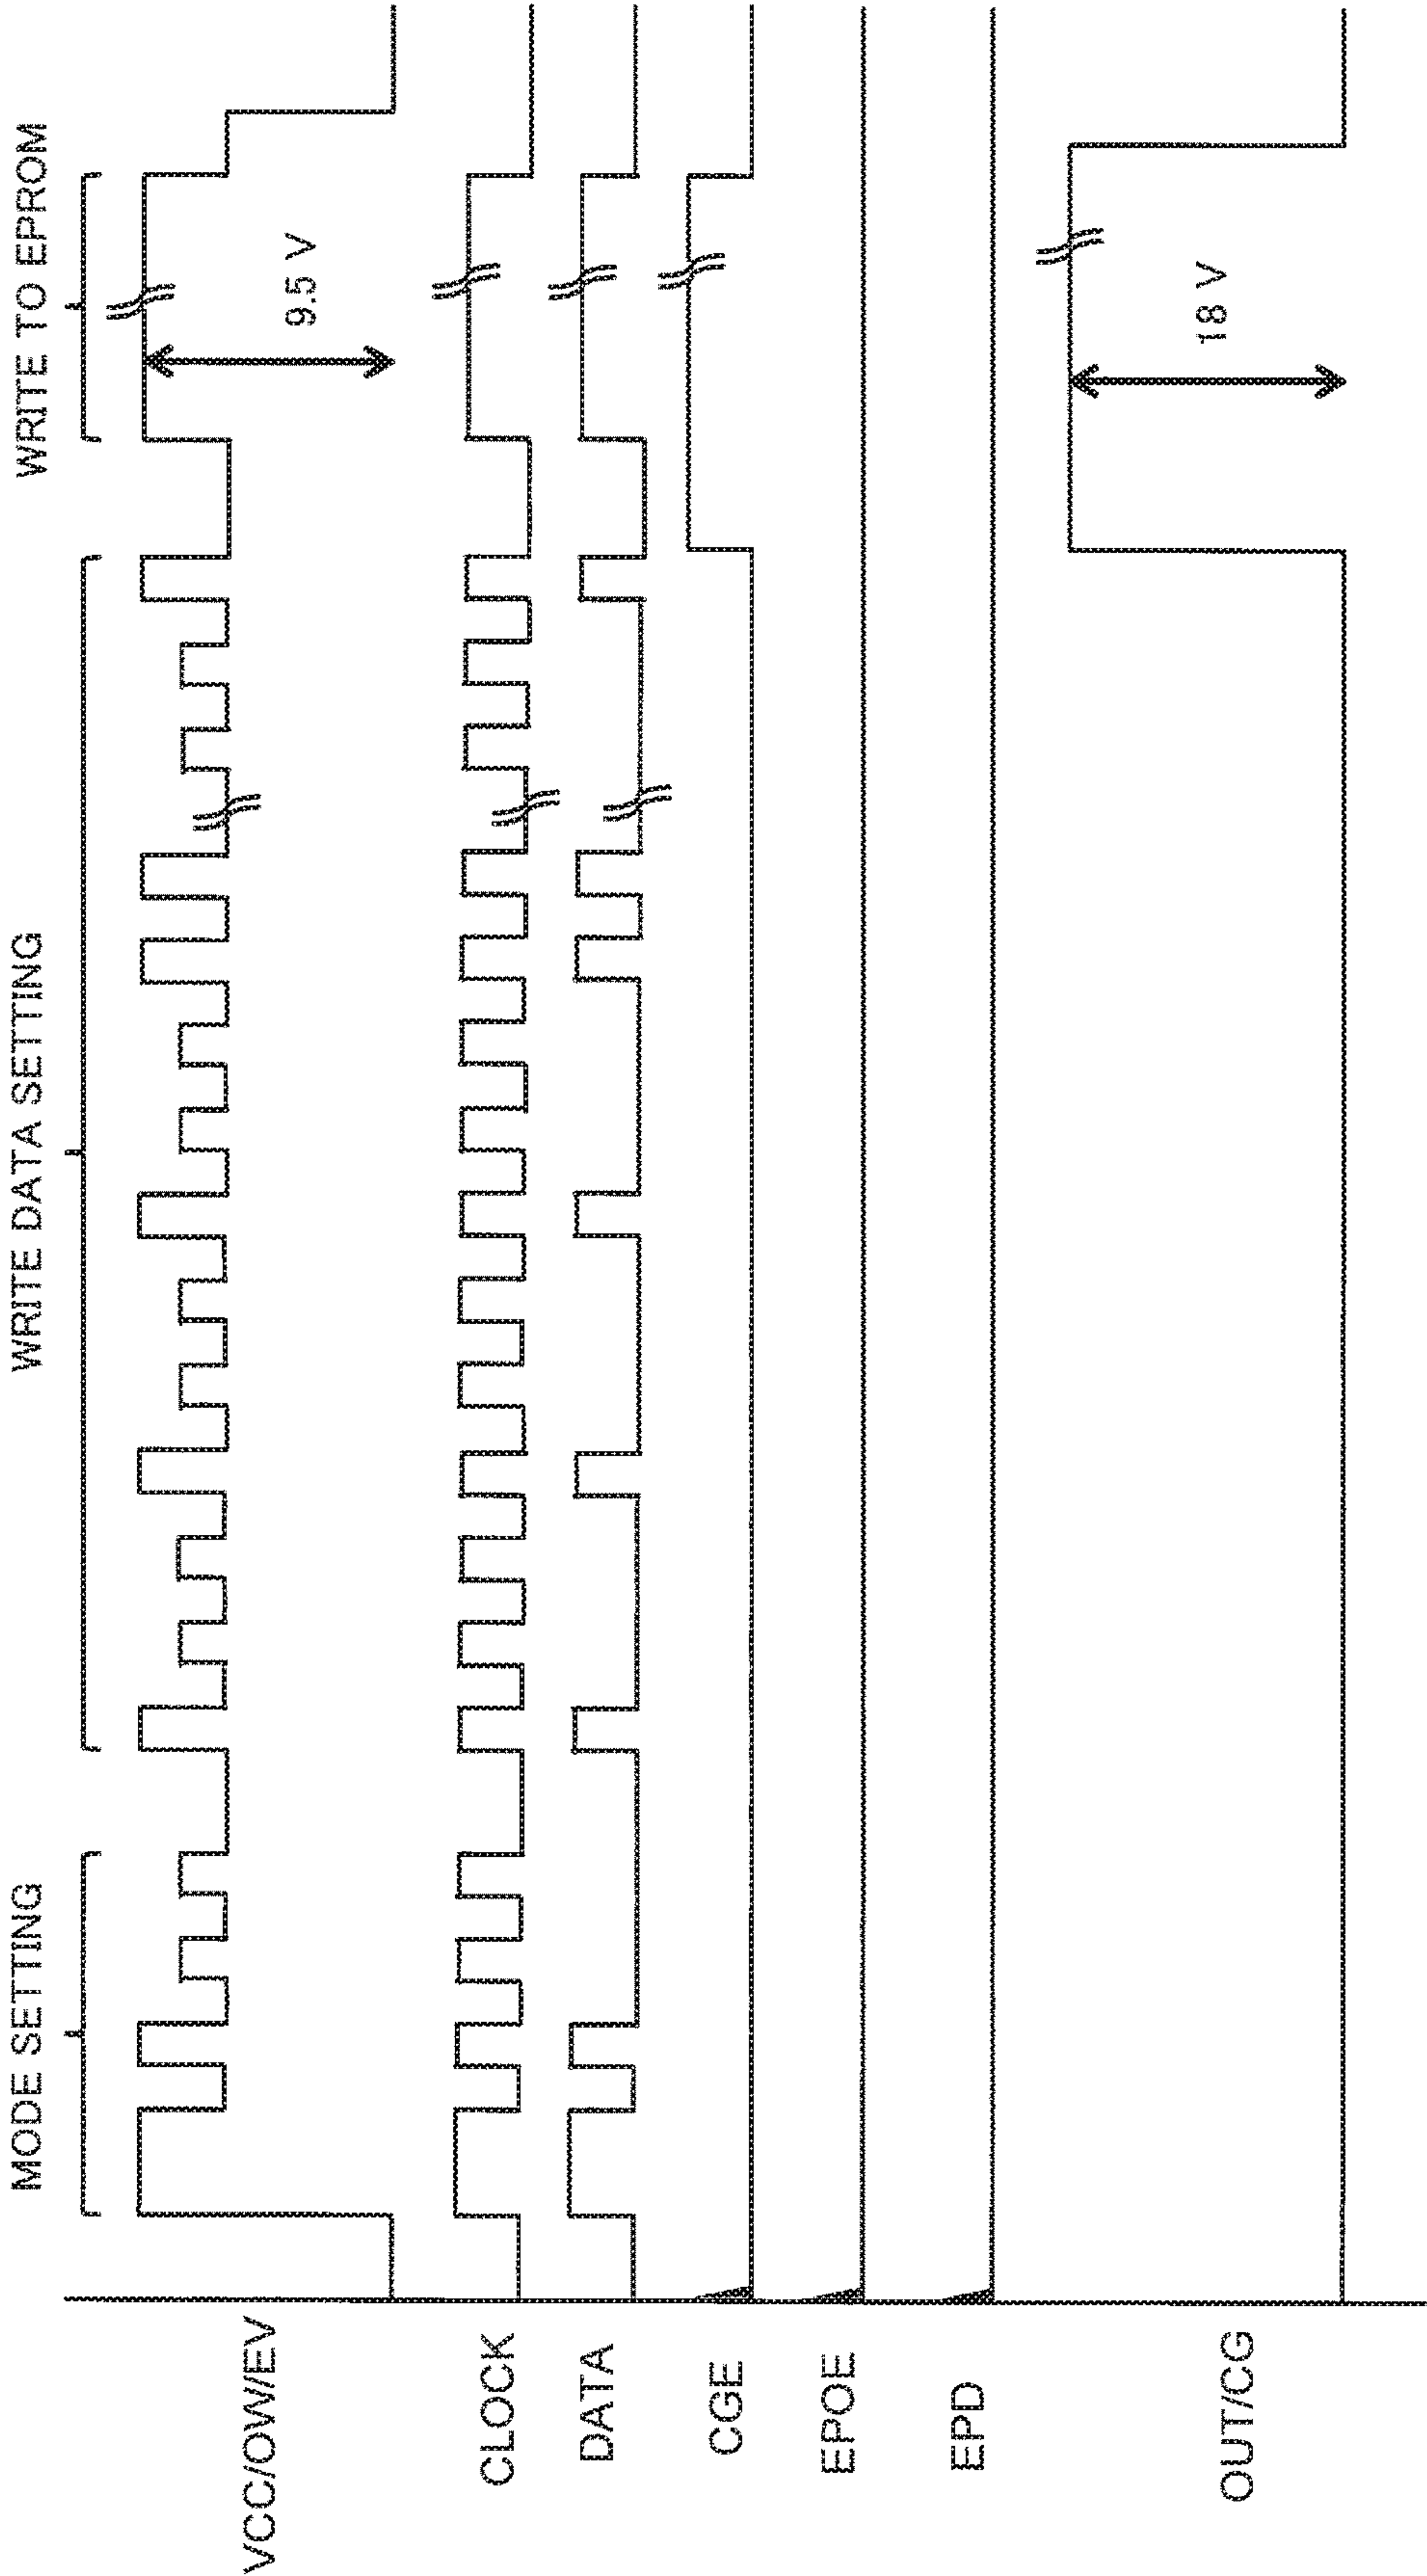 MODE SETTING
WRITE DATA SETTING
WRITE TO EPROM
VCC/OW/EV
9.5 V
CLOCK
DATA
CGE
EPOE
EPD
OUT/CG
18 V